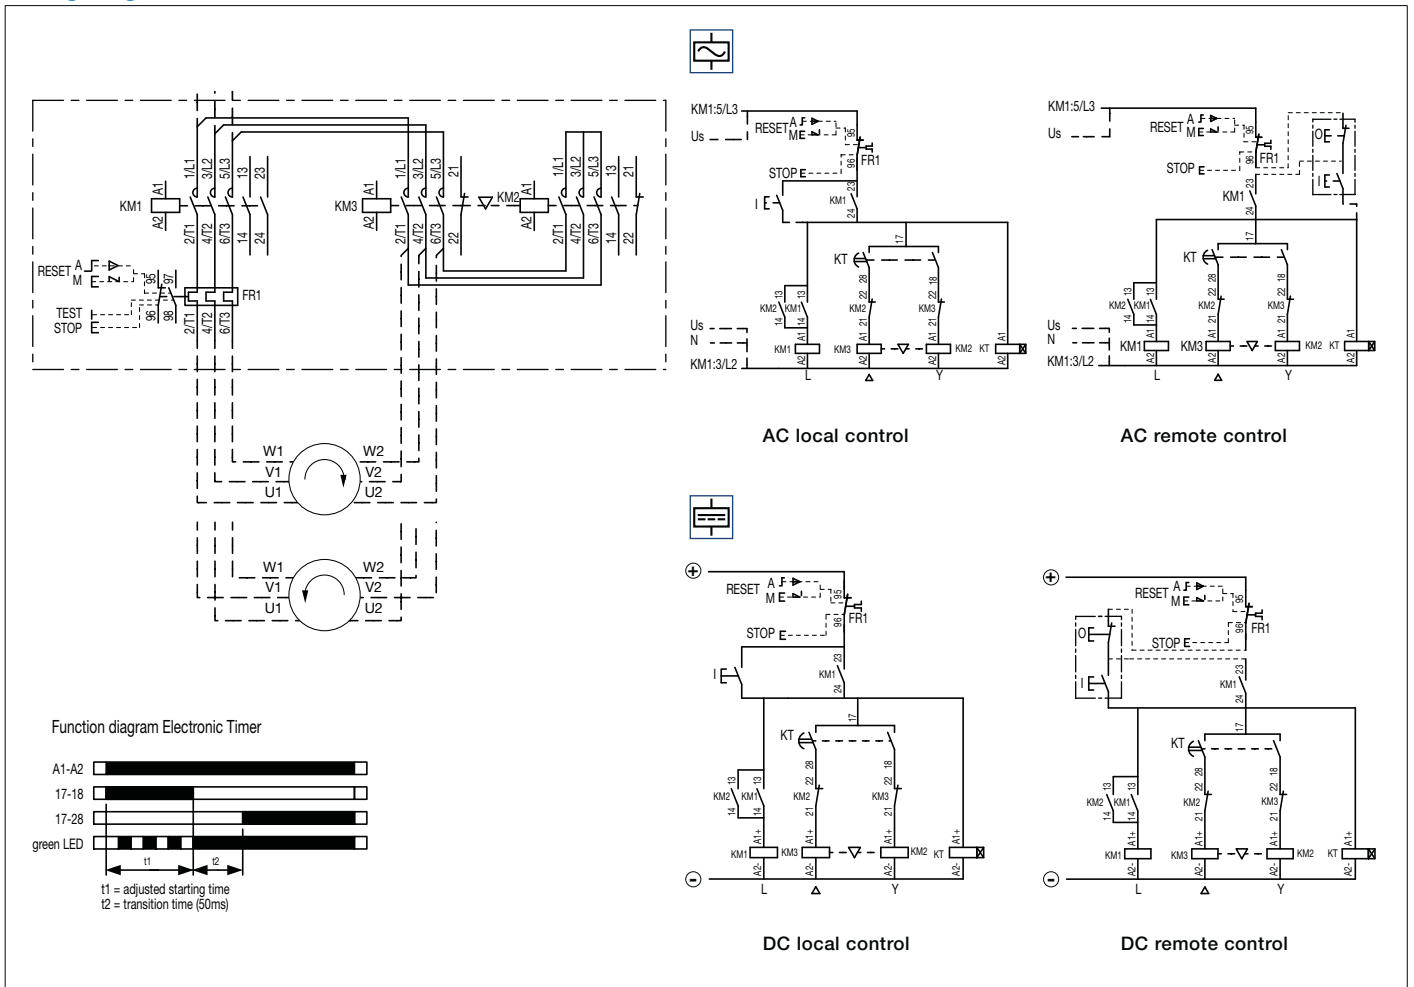 1/L1 3/L2 5/L3 13 23
KM1 A1 A2
2/T1 4/T2 6/T3 14 24
1/L1 3/L2 5/L3 21
KM3 A1 A2
2/T1 4/T2 6/T3 22
KM2 A1 A2
1/L1 3/L2 5/L3 13 21
2/T1 4/T2 6/T3 14 22
RESET A
M
95 97
TEST
STOP
96 98
FR1
2/T1 4/T2 6/T3
W1 W2
V1 V2
U1 U2
W1 W2
V1 V2
U1 U2
Function diagram Electronic Timer
A1-A2
17-18
17-28
green LED
t1 t2
t1 = adjusted starting time
t2 = transition time (50ms)
KM1:5/L3
Us
RESET A
M
95
96
FR1
STOP
I
KM1 23 24
17
KT
28 18
KM2 13 14
KM1 13 14
KM2 22 21
KM3 22 21
Us
N
KM1:3/L2
KM1 A1 A2
KM3 A1 A2
KM2 A1 A2
KT A1 A2
L Y
AC local control
KM1:5/L3
Us
RESET A
M
95
96
FR1
STOP
O
I
KM1 23 24
17
KT
28 18
KM2 13 14
KM1 13 14
KM2 22 21
KM3 22 21
Us
N
KM1:3/L2
KM1 A1 A2
KM3 A1 A2
KM2 A1 A2
KT A1 A2
L Y
AC remote control
+
RESET A
M
95
96
FR1
STOP
I
KM1 23 24
17
KT
28 18
KM2 13 14
KM1 13 14
KM2 22 21
KM3 22 21
KM1 A1+ A2-
KM3 A1+ A2-
KM2 A1+ A2-
KT A1+ A2-
-
L Y
DC local control
+
RESET A
M
95
96
FR1
STOP
O
I
KM1 23 24
17
KT
28 18
KM2 13 14
KM1 13 14
KM2 22 21
KM3 22 21
KM1 A1+ A2-
KM3 A1+ A2-
KM2 A1+ A2-
KT A1+ A2-
-
L Y
DC remote control